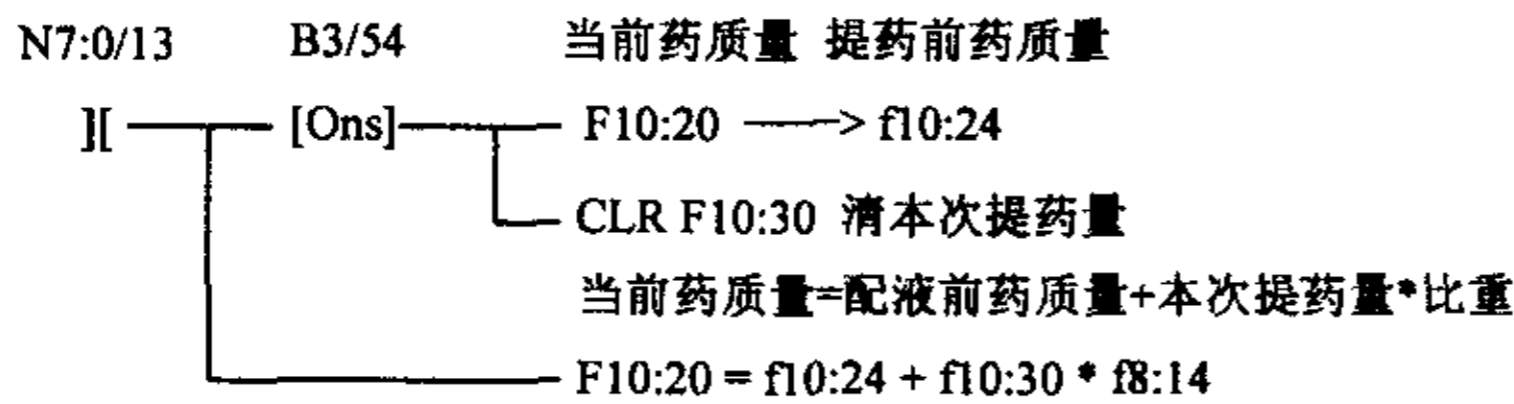 N7:0/13 B3/54 当前药质量 提药前药质量
][ [Ons] F10:20 ——> f10:24
CLR F10:30 清本次提药量
当前药质量=配液前药质量+本次提药量*比重
F10:20 = f10:24 + f10:30 * f8:14